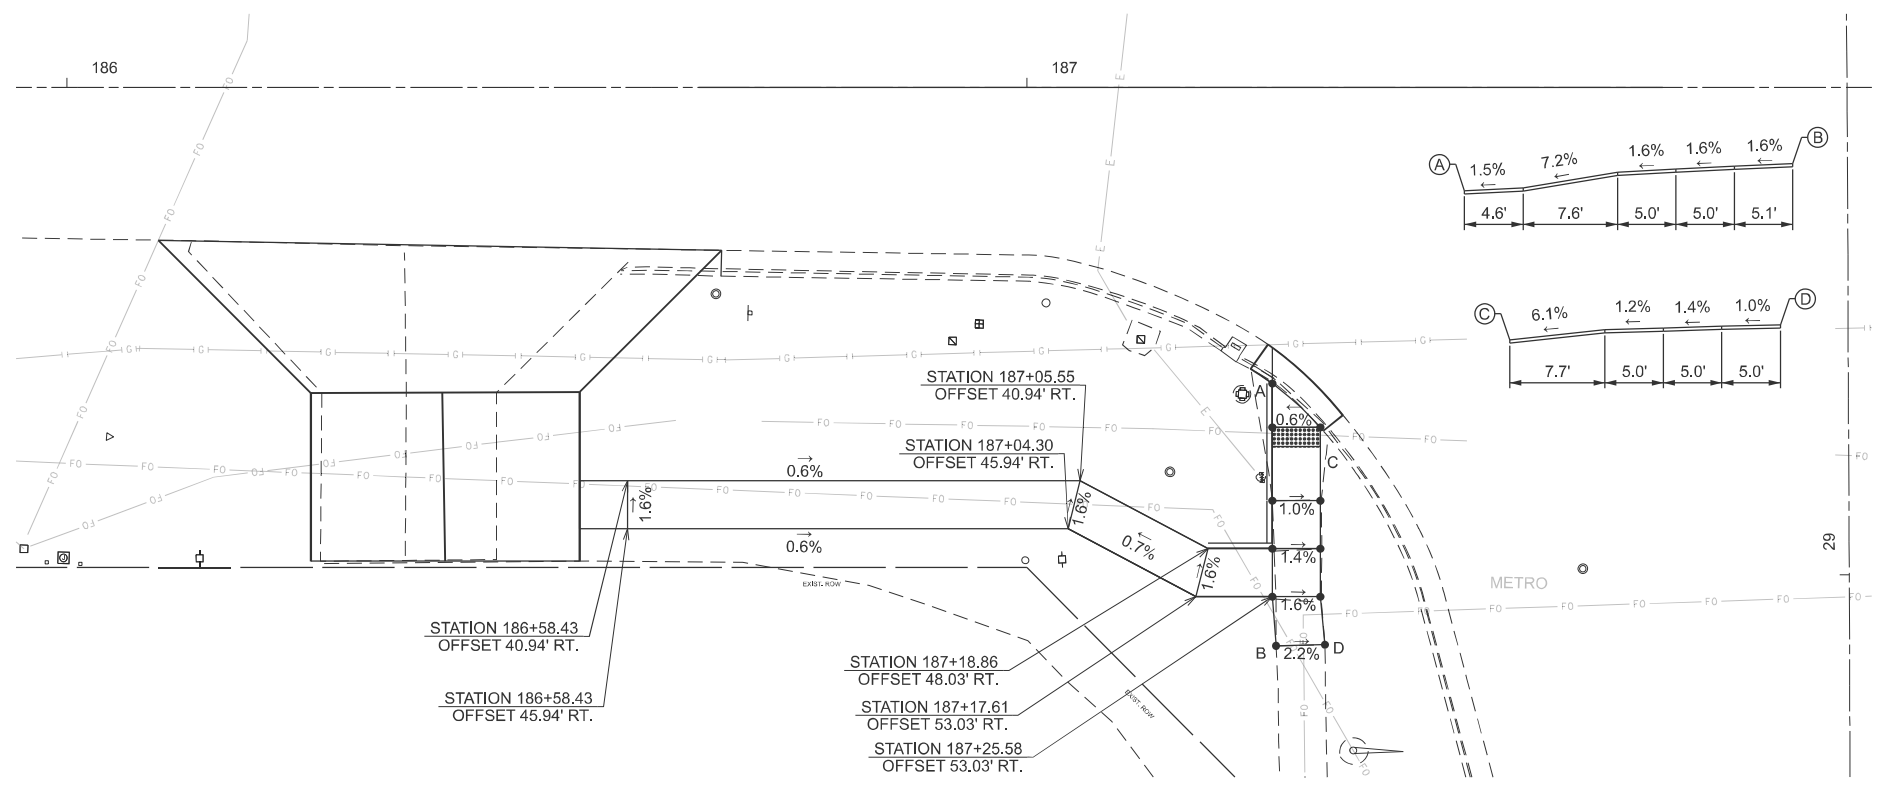 186
187
E
FO
A
B
1.5%
7.2%
1.6%
1.6%
1.6%
4.6'
7.6'
5.0'
5.0'
5.1'
C
D
6.1%
1.2%
1.4%
1.0%
7.7'
5.0'
5.0'
5.0'
G
STATION 187+05.55
OFFSET 40.94' RT.
STATION 187+04.30
OFFSET 45.94' RT.
A
0.6%
C
0.6%
1.6%
0.6%
1.6%
0.7%
1.6%
1.0%
1.4%
1.6%
2.2%
B
D
29
METRO
EXIST. ROW
EXIST. ROW
STATION 186+58.43
OFFSET 40.94' RT.
STATION 186+58.43
OFFSET 45.94' RT.
STATION 187+18.86
OFFSET 48.03' RT.
STATION 187+17.61
OFFSET 53.03' RT.
STATION 187+25.58
OFFSET 53.03' RT.